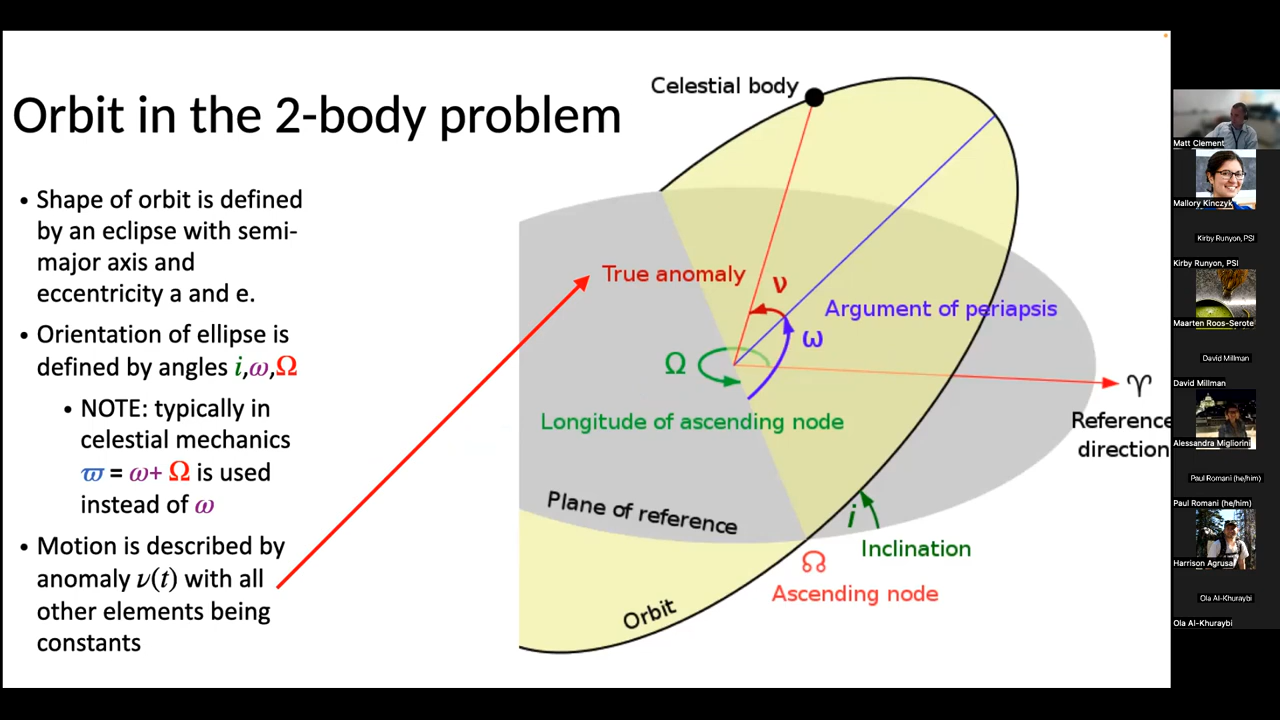 Orbit in the 2-body problem
• Shape of orbit is defined
by an eclipse with semi-
major axis and
eccentricity a and e.
• Orientation of ellipse is
defined by angles i,ω,Ω
• NOTE: typically in
celestial mechanics
ϖ = ω+ Ω is used
instead of ω
• Motion is described by
anomaly ν(t) with all
other elements being
constants
Celestial body
True anomaly
ν
Argument of periapsis
ω
Ω
Longitude of ascending node
♈
Reference
direction
Plane of reference
i
Inclination
☊
Ascending node
Orbit
Matt Clement
Mallory Kinczyk
Kirby Runyon, PSI
Kirby Runyon, PSI
Maarten Roos-Serote
David Millman
David Millman
Alessandra Migliorini
Paul Romani (he/him)
Paul Romani (he/him)
Harrison Agrusa
Ola Al-Khuraybi
Ola Al-Khuraybi